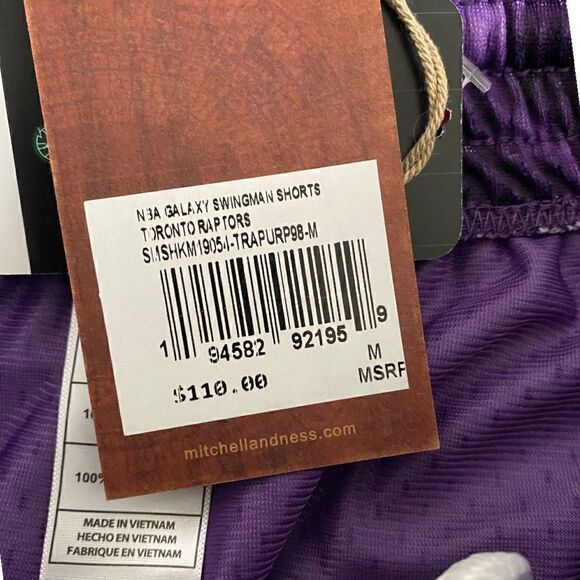 NBA GALAXY SWINGMAN SHORTS
TORONTO RAPTORS
SMSHKM19054-TRAPURP98-M
1 94582 92195 9
M
$110.00
MSRP
mitchellandness.com
100%
MADE IN VIETNAM
HECHO EN VIETNAM
FABRIQUE EN VIETNAM